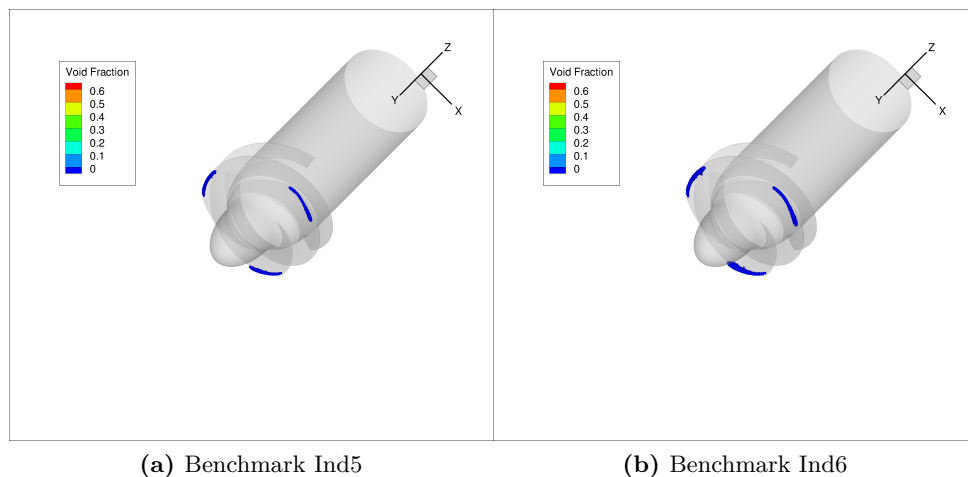 Void Fraction
0.6
0.5
0.4
0.3
0.2
0.1
0
Z
Y
X
Void Fraction
0.6
0.5
0.4
0.3
0.2
0.1
0
Z
Y
X
(a) Benchmark Ind5
(b) Benchmark Ind6